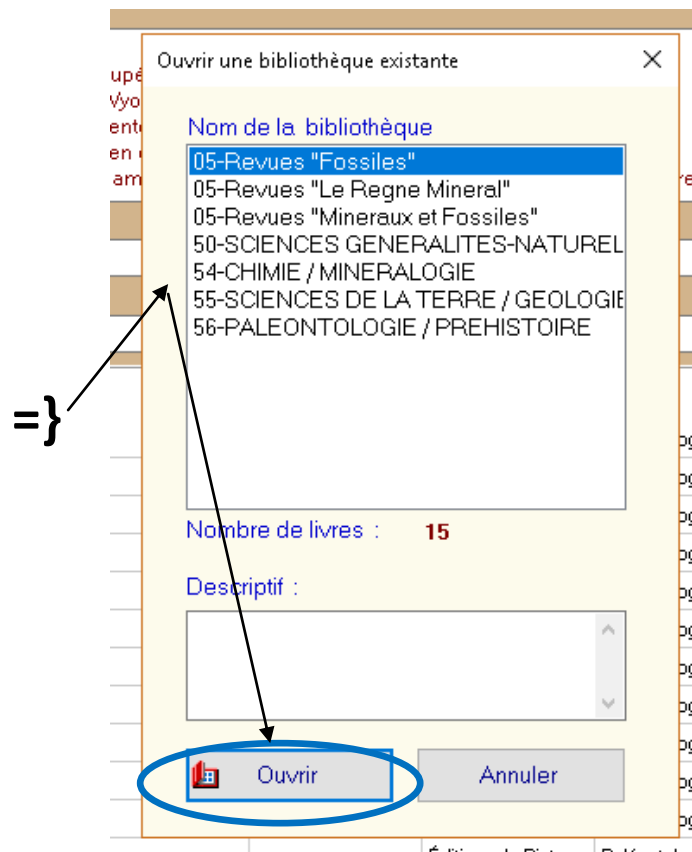 Ouvrir une bibliothèque existante
Nom de la bibliothèque
05-Revues "Fossiles"
05-Revues "Le Regne Mineral"
05-Revues "Mineraux et Fossiles"
50-SCIENCES GENERALITES-NATUREL
54-CHIMIE / MINERALOGIE
55-SCIENCES DE LA TERRE / GEOLOGIE
56-PALEONTOLOGIE / PREHISTOIRE
=}
Nombre de livres : 15
Descriptif :
Ouvrir Annuler